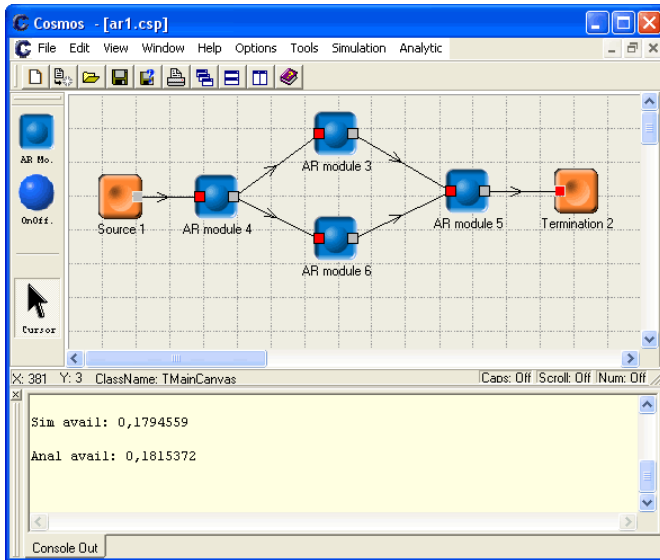 Cosmos - [ar1.csp]
File Edit View Window Help Options Tools Simulation Analytic
AR Mo.
OnOff.
Cursor
AR module 3
Source 1
AR module 4
AR module 5
Termination 2
AR module 6
X: 381 Y: 3 ClassName: TMainCanvas Caps: Off Scroll: Off Num: Off
Sim avail: 0,1794559
Anal avail: 0,1815372
Console Out